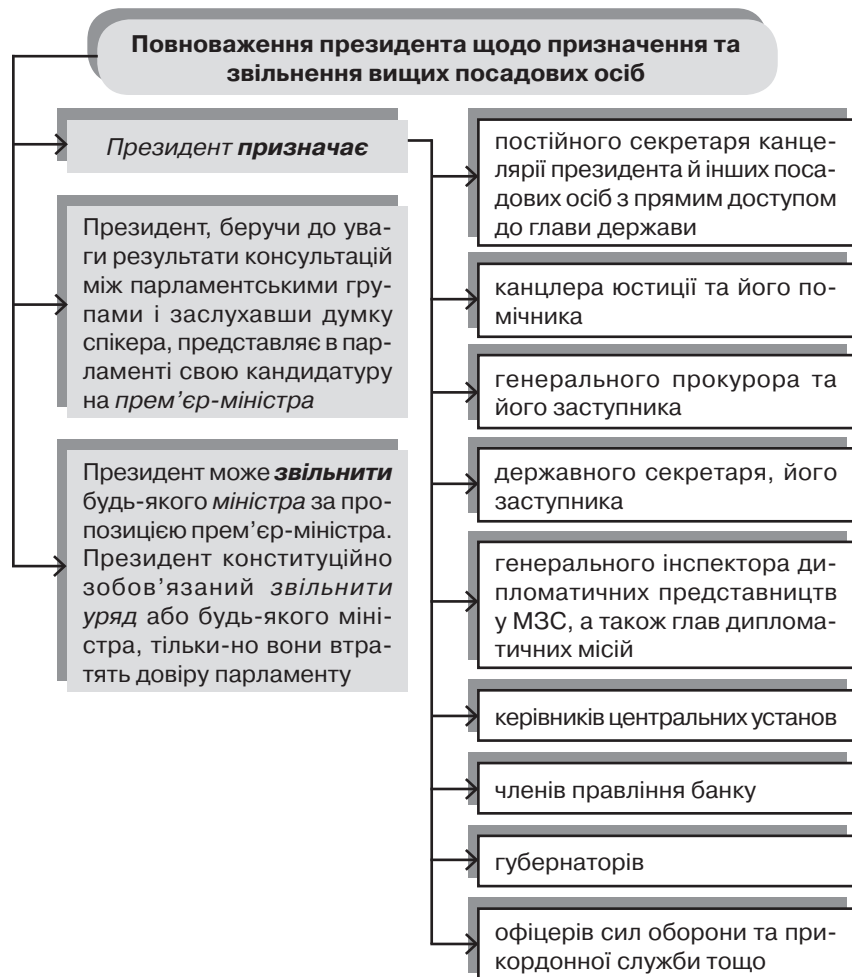 Повноваження президента щодо призначення та
звільнення вищих посадових осіб
Президент призначає
Президент, беручи до ува-
ги результати консультацій
між парламентськими гру-
пами і заслухавши думку
спікера, представляє в пар-
ламенті свою кандидатуру
на прем’єр-міністра
Президент може звільнити
будь-якого міністра за про-
позицією прем’єр-міністра.
Президент конституційно
зобов’язаний звільнити
уряд або будь-якого міні-
стра, тільки-но вони втра-
тять довіру парламенту
постійного секретаря канце-
лярії президента й інших поса-
дових осіб з прямим доступом
до глави держави
канцлера юстиції та його по-
мічника
генерального прокурора та
його заступника
державного секретаря, його
заступника
генерального інспектора ди-
пломатичних представництв
у МЗС, а також глав диплома-
тичних місій
керівників центральних установ
членів правління банку
губернаторів
офіцерів сил оборони та при-
кордонної служби тощо